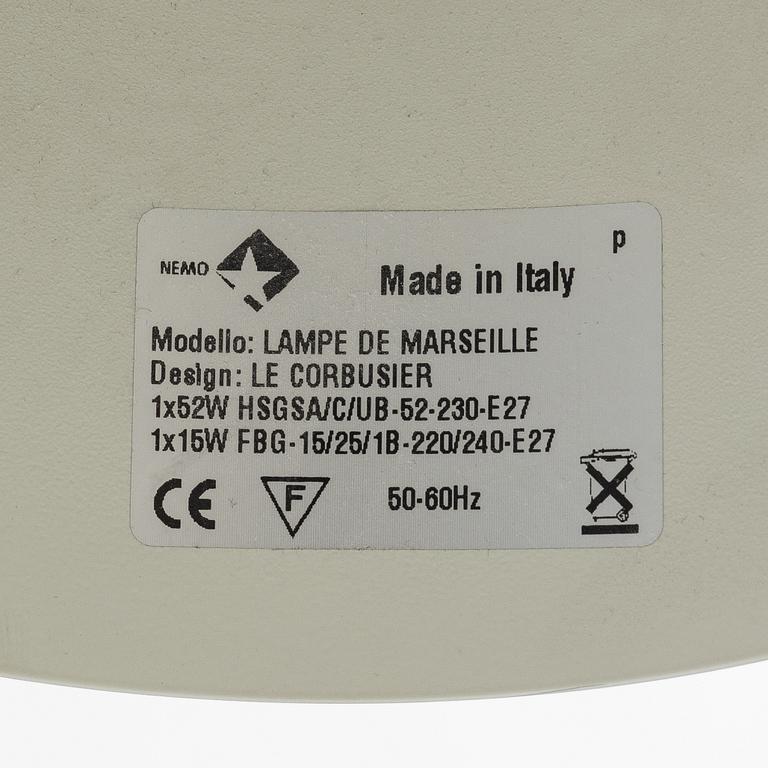 p
NEMO Made in Italy
Modello: LAMPE DE MARSEILLE
Design: LE CORBUSIER
1x52W HSGSA/C/UB-52-230-E27
1x15W FBG-15/25/1B-220/240-E27
CE F 50-60Hz